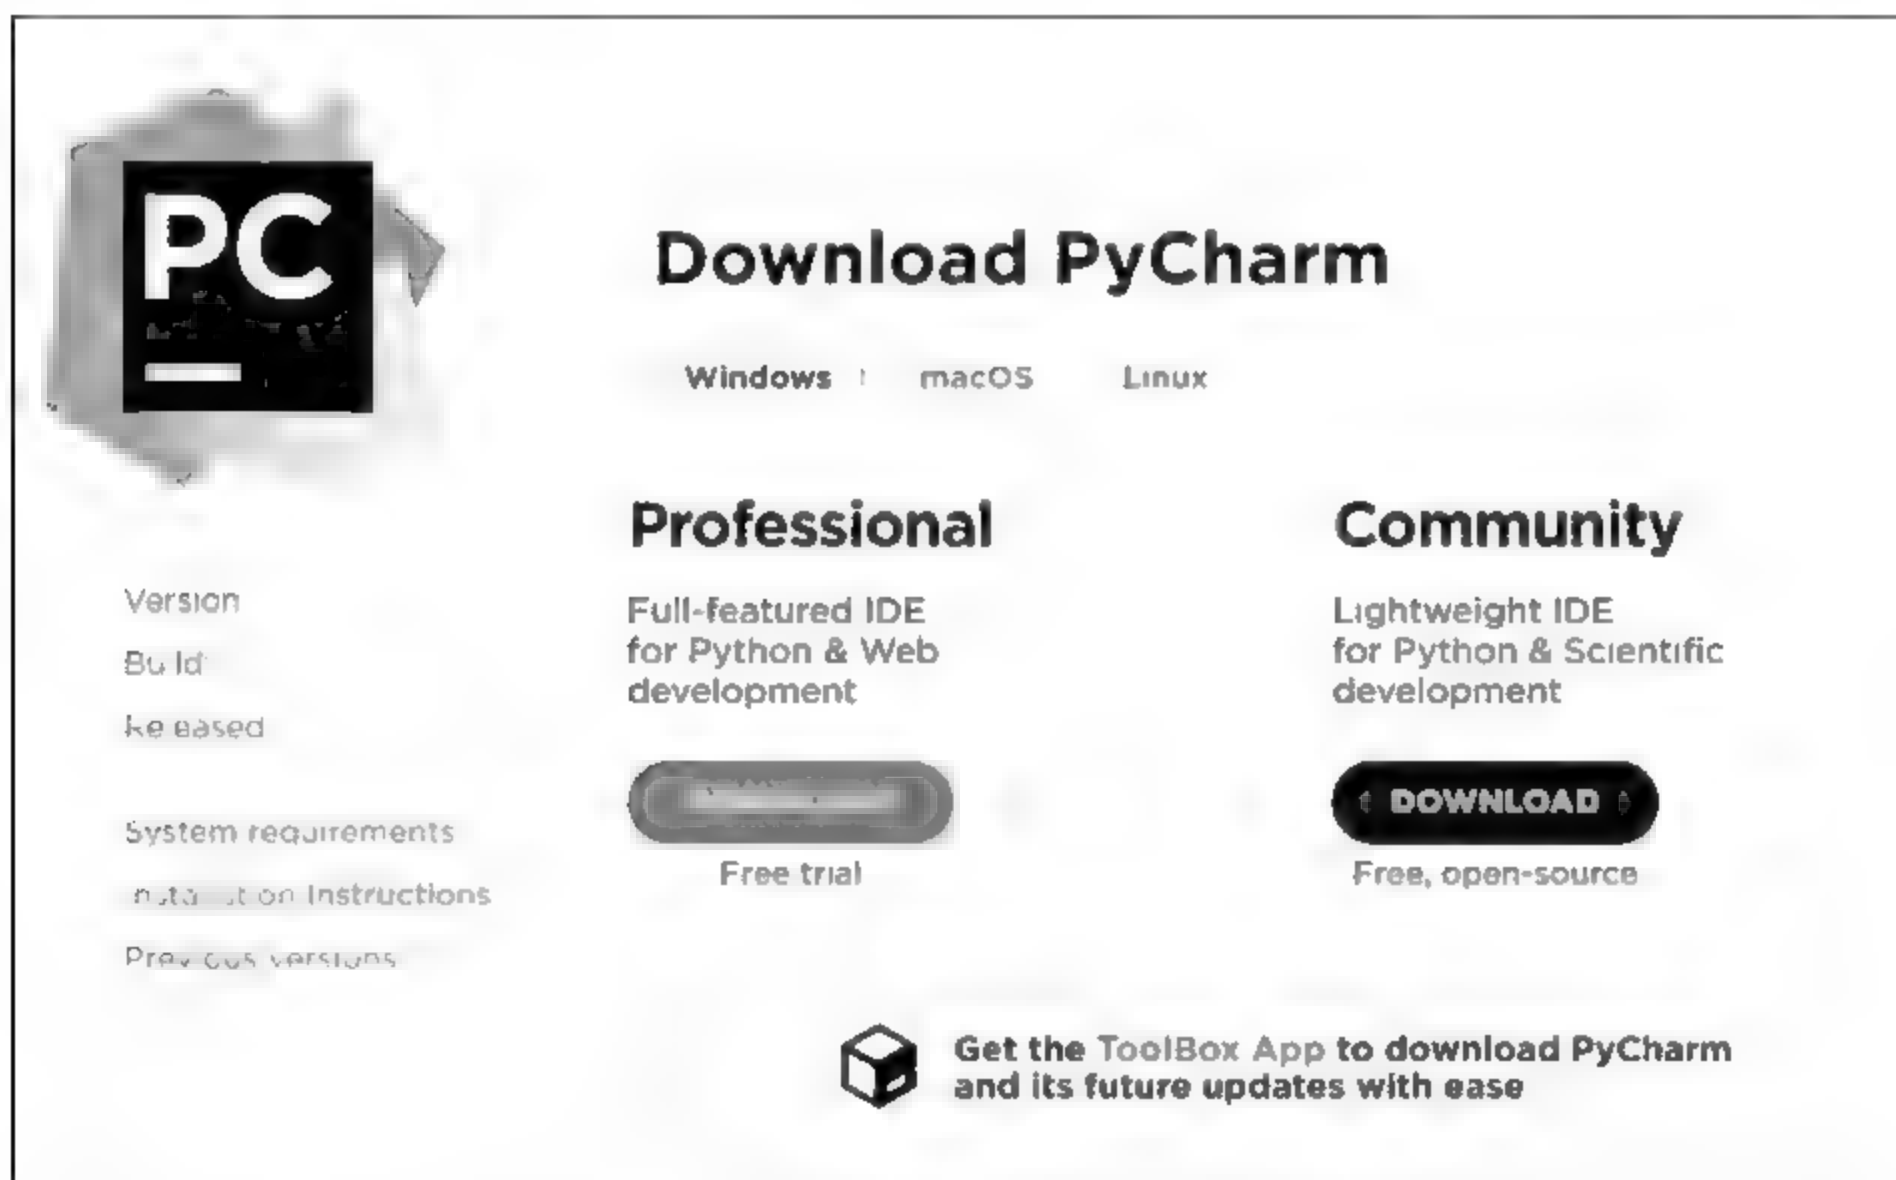 PC
Download PyCharm
Windows macOS Linux
Professional
Full-featured IDE
for Python & Web
development
Free trial
Community
Lightweight IDE
for Python & Scientific
development
DOWNLOAD
Free, open-source
Version
Build
Released
System requirements
Installation Instructions
Previous versions
Get the ToolBox App to download PyCharm
and its future updates with ease